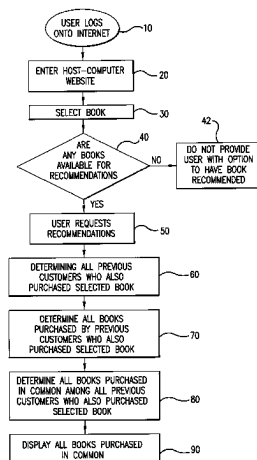 USER LOGS
ONTO INTERNET
10
ENTER HOST-COMPUTER
WEBSITE
20
SELECT BOOK
30
ARE
ANY BOOKS
AVAILABLE FOR
RECOMMENDATIONS
40
NO
42
DO NOT PROVIDE
USER WITH OPTION
TO HAVE BOOK
RECOMMENDED
YES
USER REQUESTS
RECOMMENDATIONS
50
DETERMINING ALL PREVIOUS
CUSTOMERS WHO ALSO
PURCHASED SELECTED BOOK
60
DETERMINE ALL BOOKS
PURCHASED BY PREVIOUS
CUSTOMERS WHO ALSO
PURCHASED SELECTED BOOK
70
DETERMINE ALL BOOKS PURCHASED
IN COMMON AMONG ALL PREVIOUS
CUSTOMERS WHO ALSO PURCHASED
SELECTED BOOK
80
DISPLAY ALL BOOKS PURCHASED
IN COMMON
90